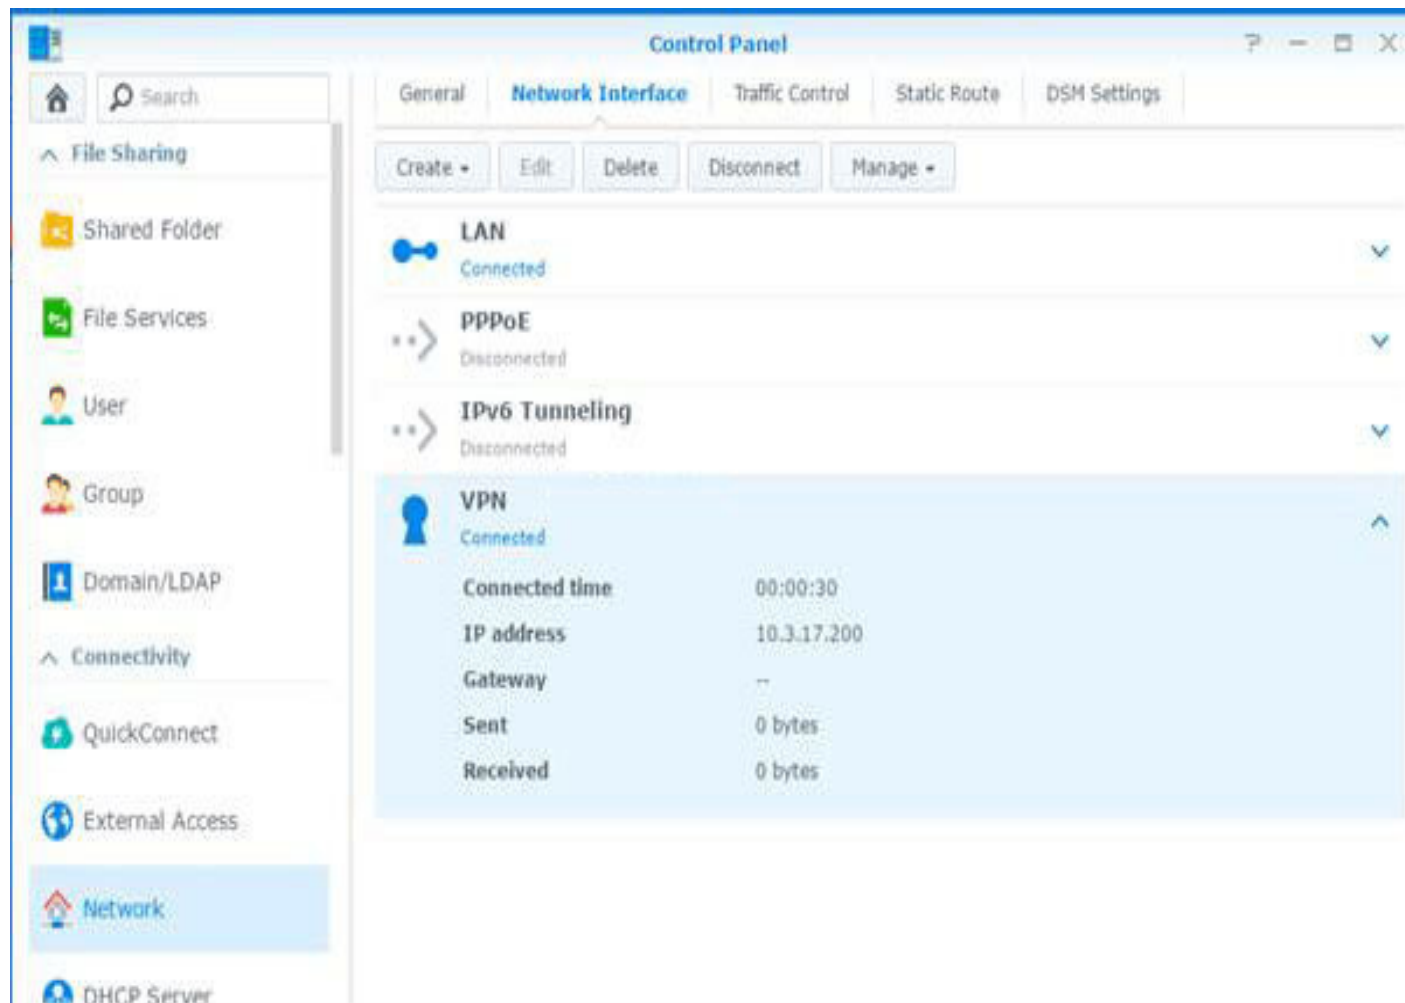 Control Panel
Search
File Sharing
Shared Folder
File Services
User
Group
Domain/LDAP
Connectivity
QuickConnect
External Access
Network
DHCP Server
General Network Interface Traffic Control Static Route DSM Settings
Create Edit Delete Disconnect Manage
LAN
Connected
PPPoE
Disconnected
IPv6 Tunneling
Disconnected
VPN
Connected
Connected time 00:00:30
IP address 10.3.17.200
Gateway --
Sent 0 bytes
Received 0 bytes